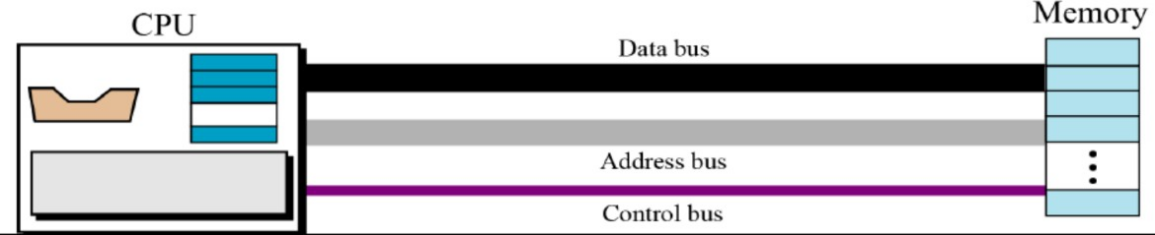 CPU
Memory
Data bus
Address bus
Control bus